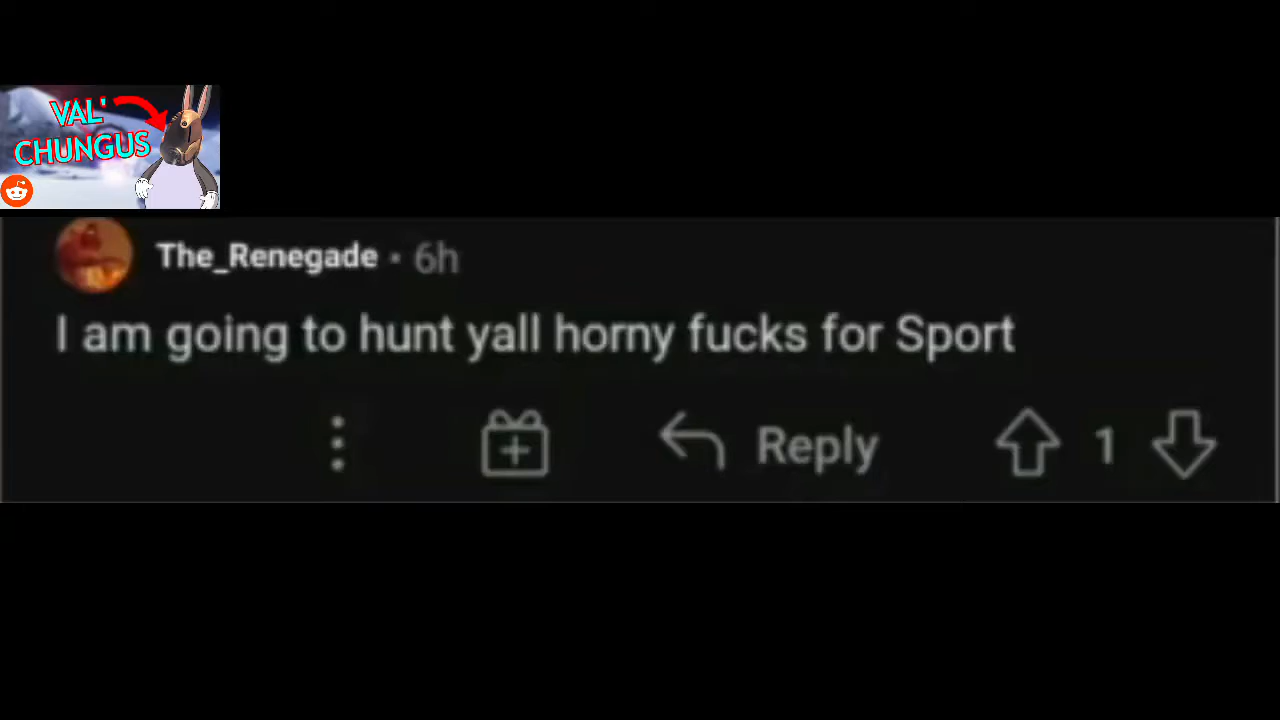 VAL'
CHUNGUS
The_Renegade • 6h
I am going to hunt yall horny fucks for Sport
Reply
1